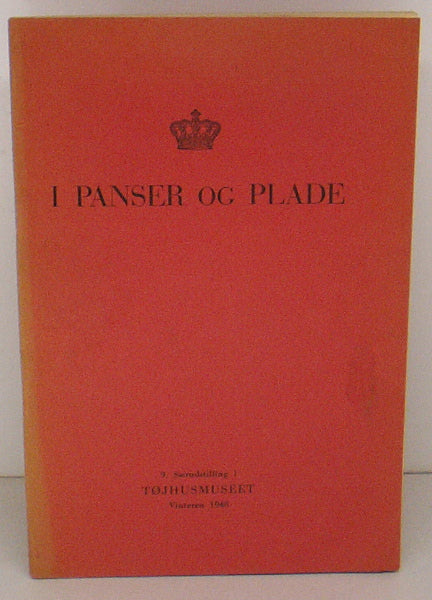 I PANSER OG PLADE
9. Særudstilling i
TØJHUSMUSEET
Vinteren